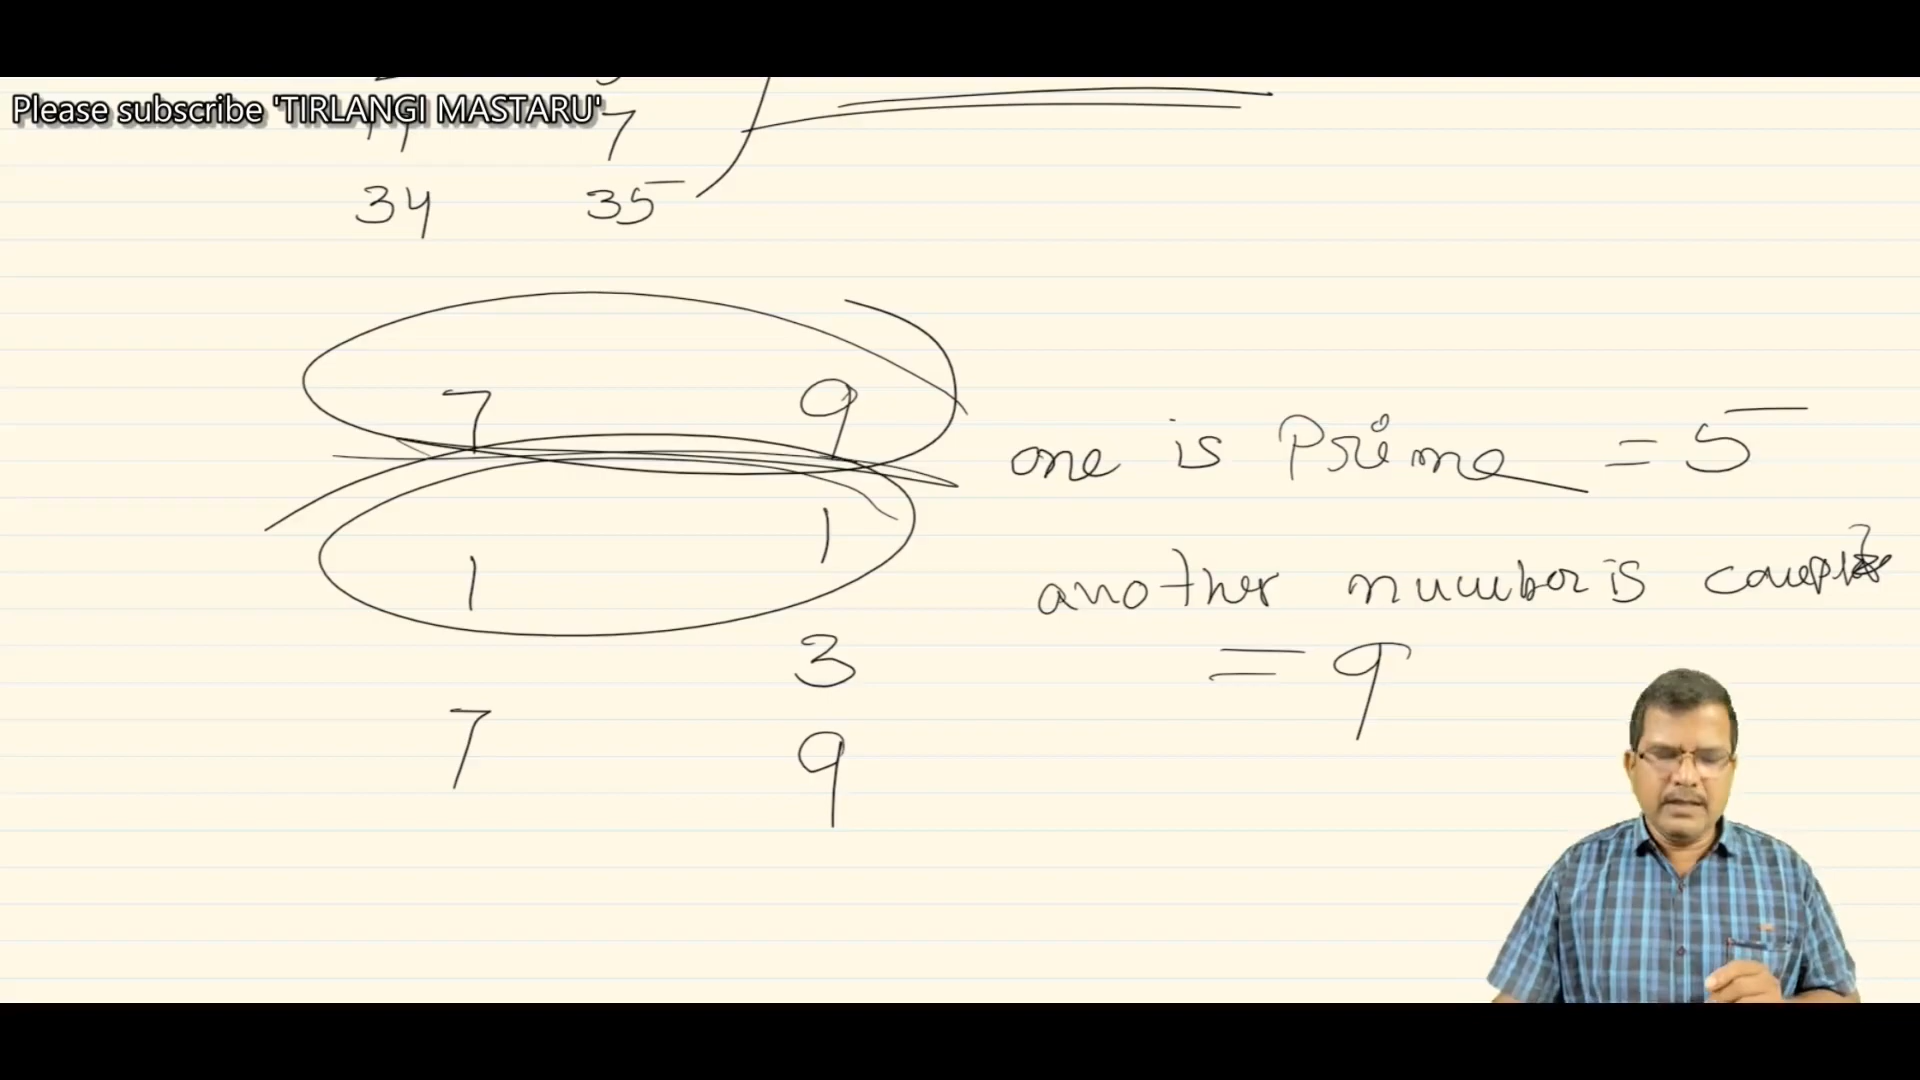 Please subscribe 'TIRLANGI MASTARU'
7
34 35
7 9
one is Prime = 5
1 1
another number is
3
= 9
7 9